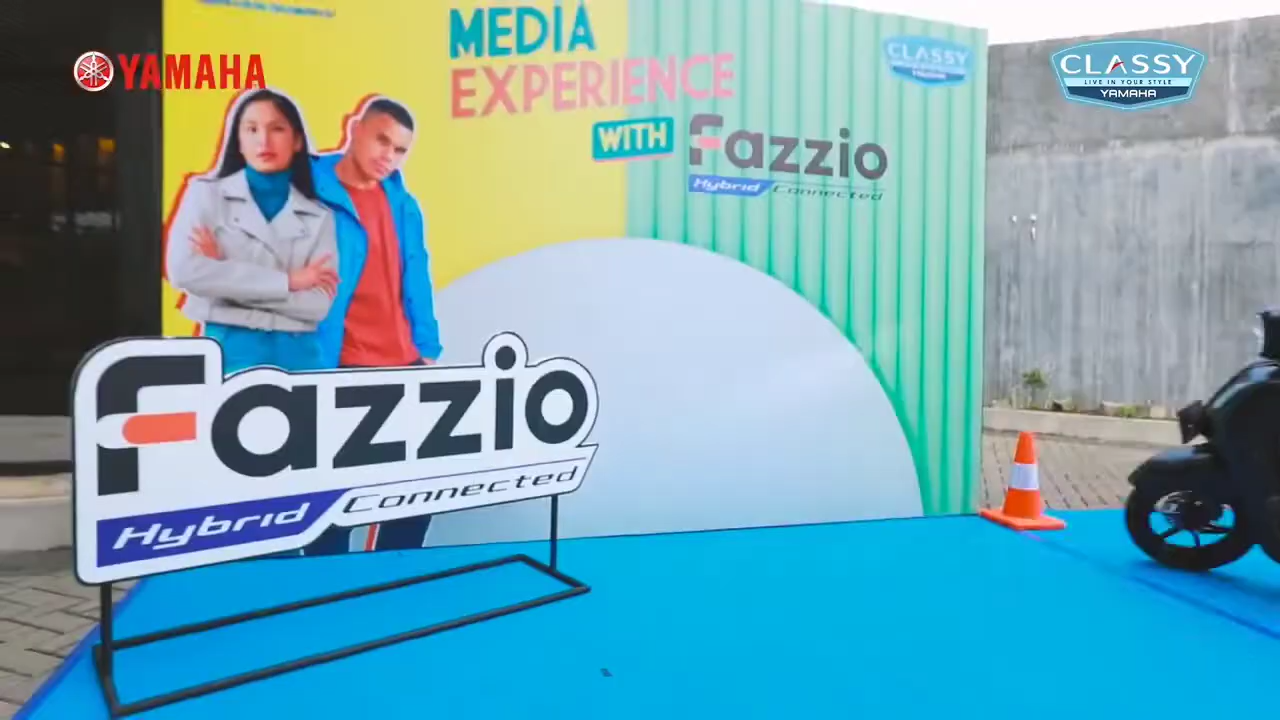 YAMAHA
MEDIA
EXPERIENCE
WITH Fazzio
Hybrid Connected
CLASSY
CLASSY
LIVE IN YOUR STYLE
YAMAHA
Fazzio
Hybrid Connected